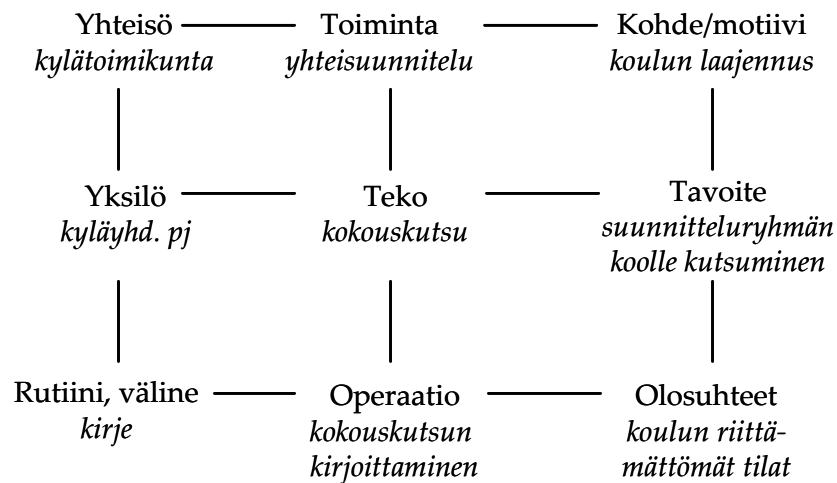 Yhteisö
kylätoimikunta
Toiminta
yhteisuunnitelu
Kohde/motiivi
koulun laajennus
Yksilö
kyläyhd. pj
Teko
kokouskutsu
Tavoite
suunnitteluryhmän
koolle kutsuminen
Rutiini, väline
kirje
Operaatio
kokouskutsun
kirjoittaminen
Olosuhteet
koulun riittä-
mättömät tilat